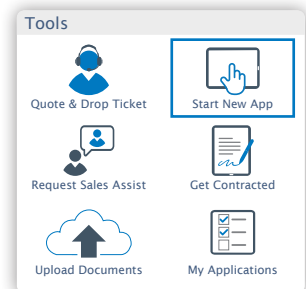 Tools
Quote & Drop Ticket
Start New App
Request Sales Assist
Get Contracted
Upload Documents
My Applications